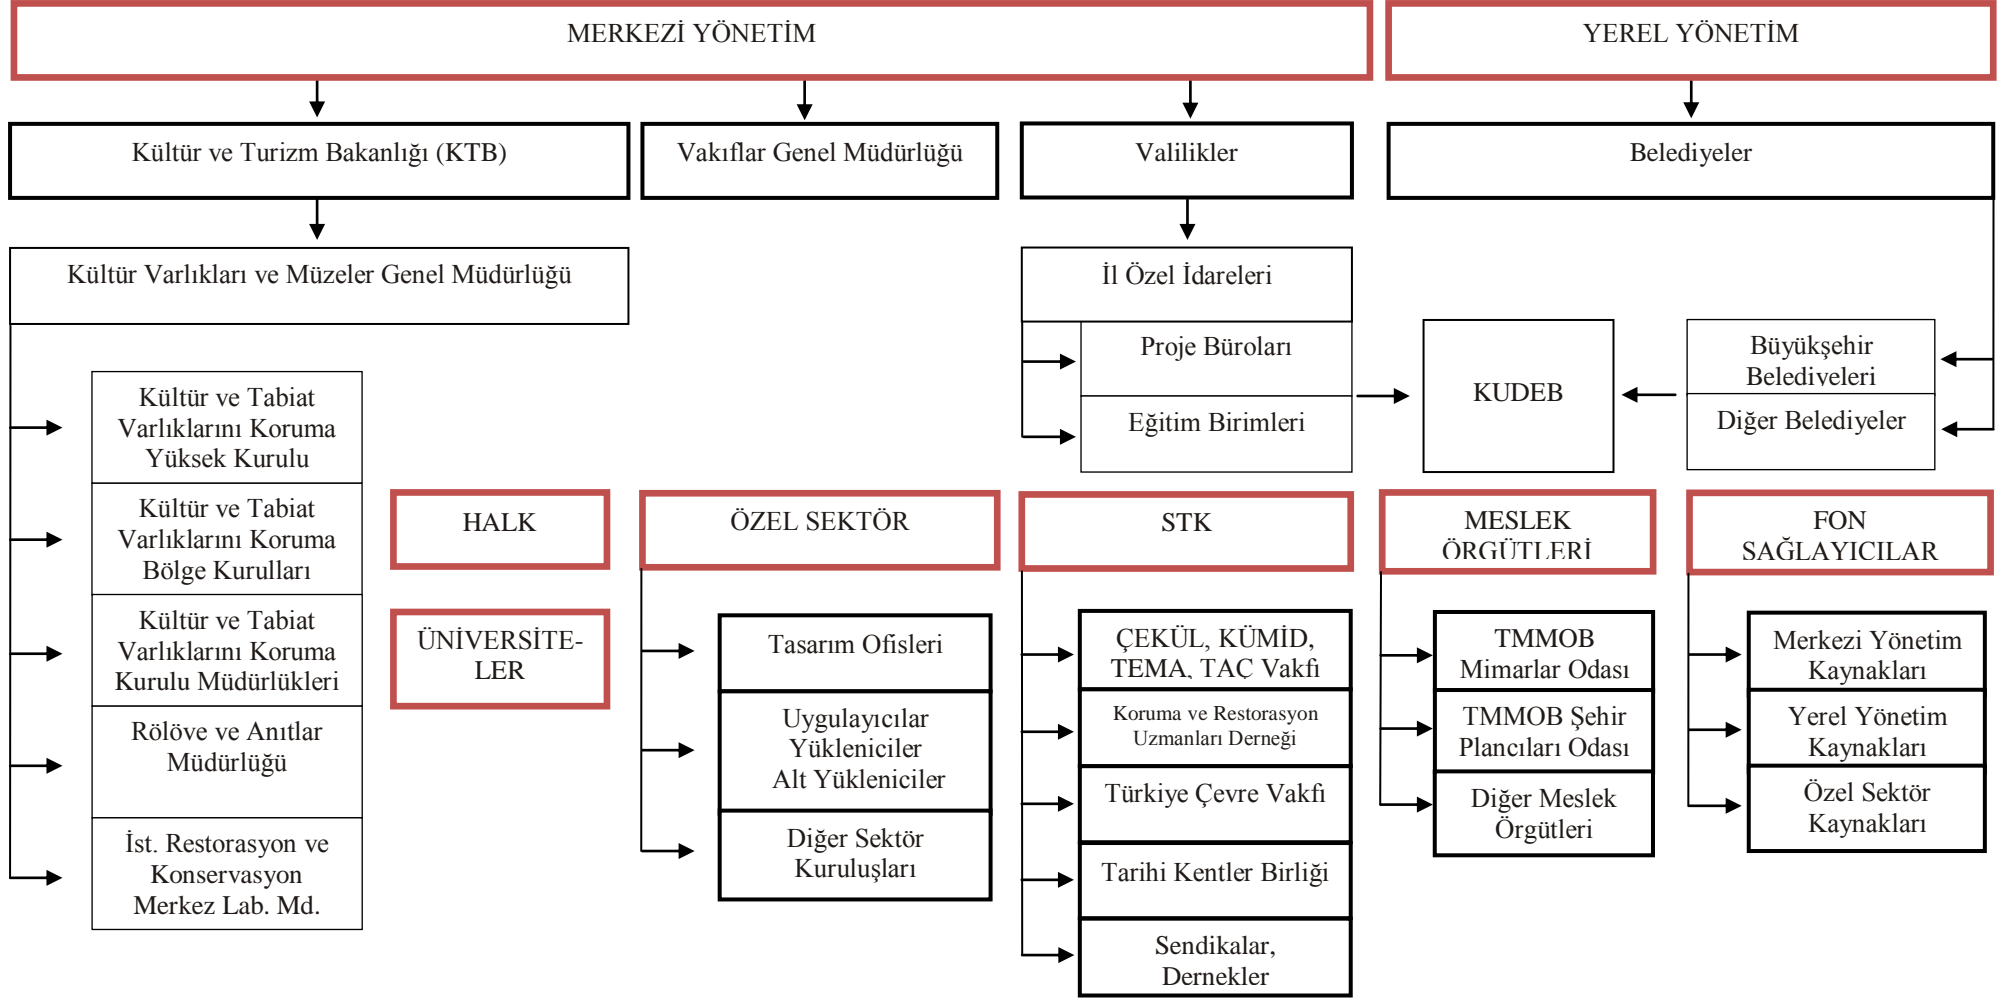 MERKEZİ YÖNETİM
YEREL YÖNETİM
Kültür ve Turizm Bakanlığı (KTB)
Vakıflar Genel Müdürlüğü
Valilikler
Belediyeler
Kültür Varlıkları ve Müzeler Genel Müdürlüğü
İl Özel İdareleri
Proje Büroları
Eğitim Birimleri
KUDEB
Büyükşehir
Belediyeleri
Diğer Belediyeler
Kültür ve Tabiat
Varlıklarını Koruma
Yüksek Kurulu
Kültür ve Tabiat
Varlıklarını Koruma
Bölge Kurulları
Kültür ve Tabiat
Varlıklarını Koruma
Kurulu Müdürlükleri
Rölöve ve Anıtlar
Müdürlüğü
İst. Restorasyon ve
Konservasyon
Merkez Lab. Md.
HALK
ÜNİVERSİTE-
LER
ÖZEL SEKTÖR
Tasarım Ofisleri
Uygulayıcılar
Yükleniciler
Alt Yükleniciler
Diğer Sektör
Kuruluşları
STK
ÇEKÜL, KÜMİD,
TEMA, TAÇ Vakfı
Koruma ve Restorasyon
Uzmanları Derneği
Türkiye Çevre Vakfı
Tarihi Kentler Birliği
Sendikalar,
Dernekler
MESLEK
ÖRGÜTLERİ
TMMOB
Mimarlar Odası
TMMOB Şehir
Plancıları Odası
Diğer Meslek
Örgütleri
FON
SAĞLAYICILAR
Merkezi Yönetim
Kaynakları
Yerel Yönetim
Kaynakları
Özel Sektör
Kaynakları